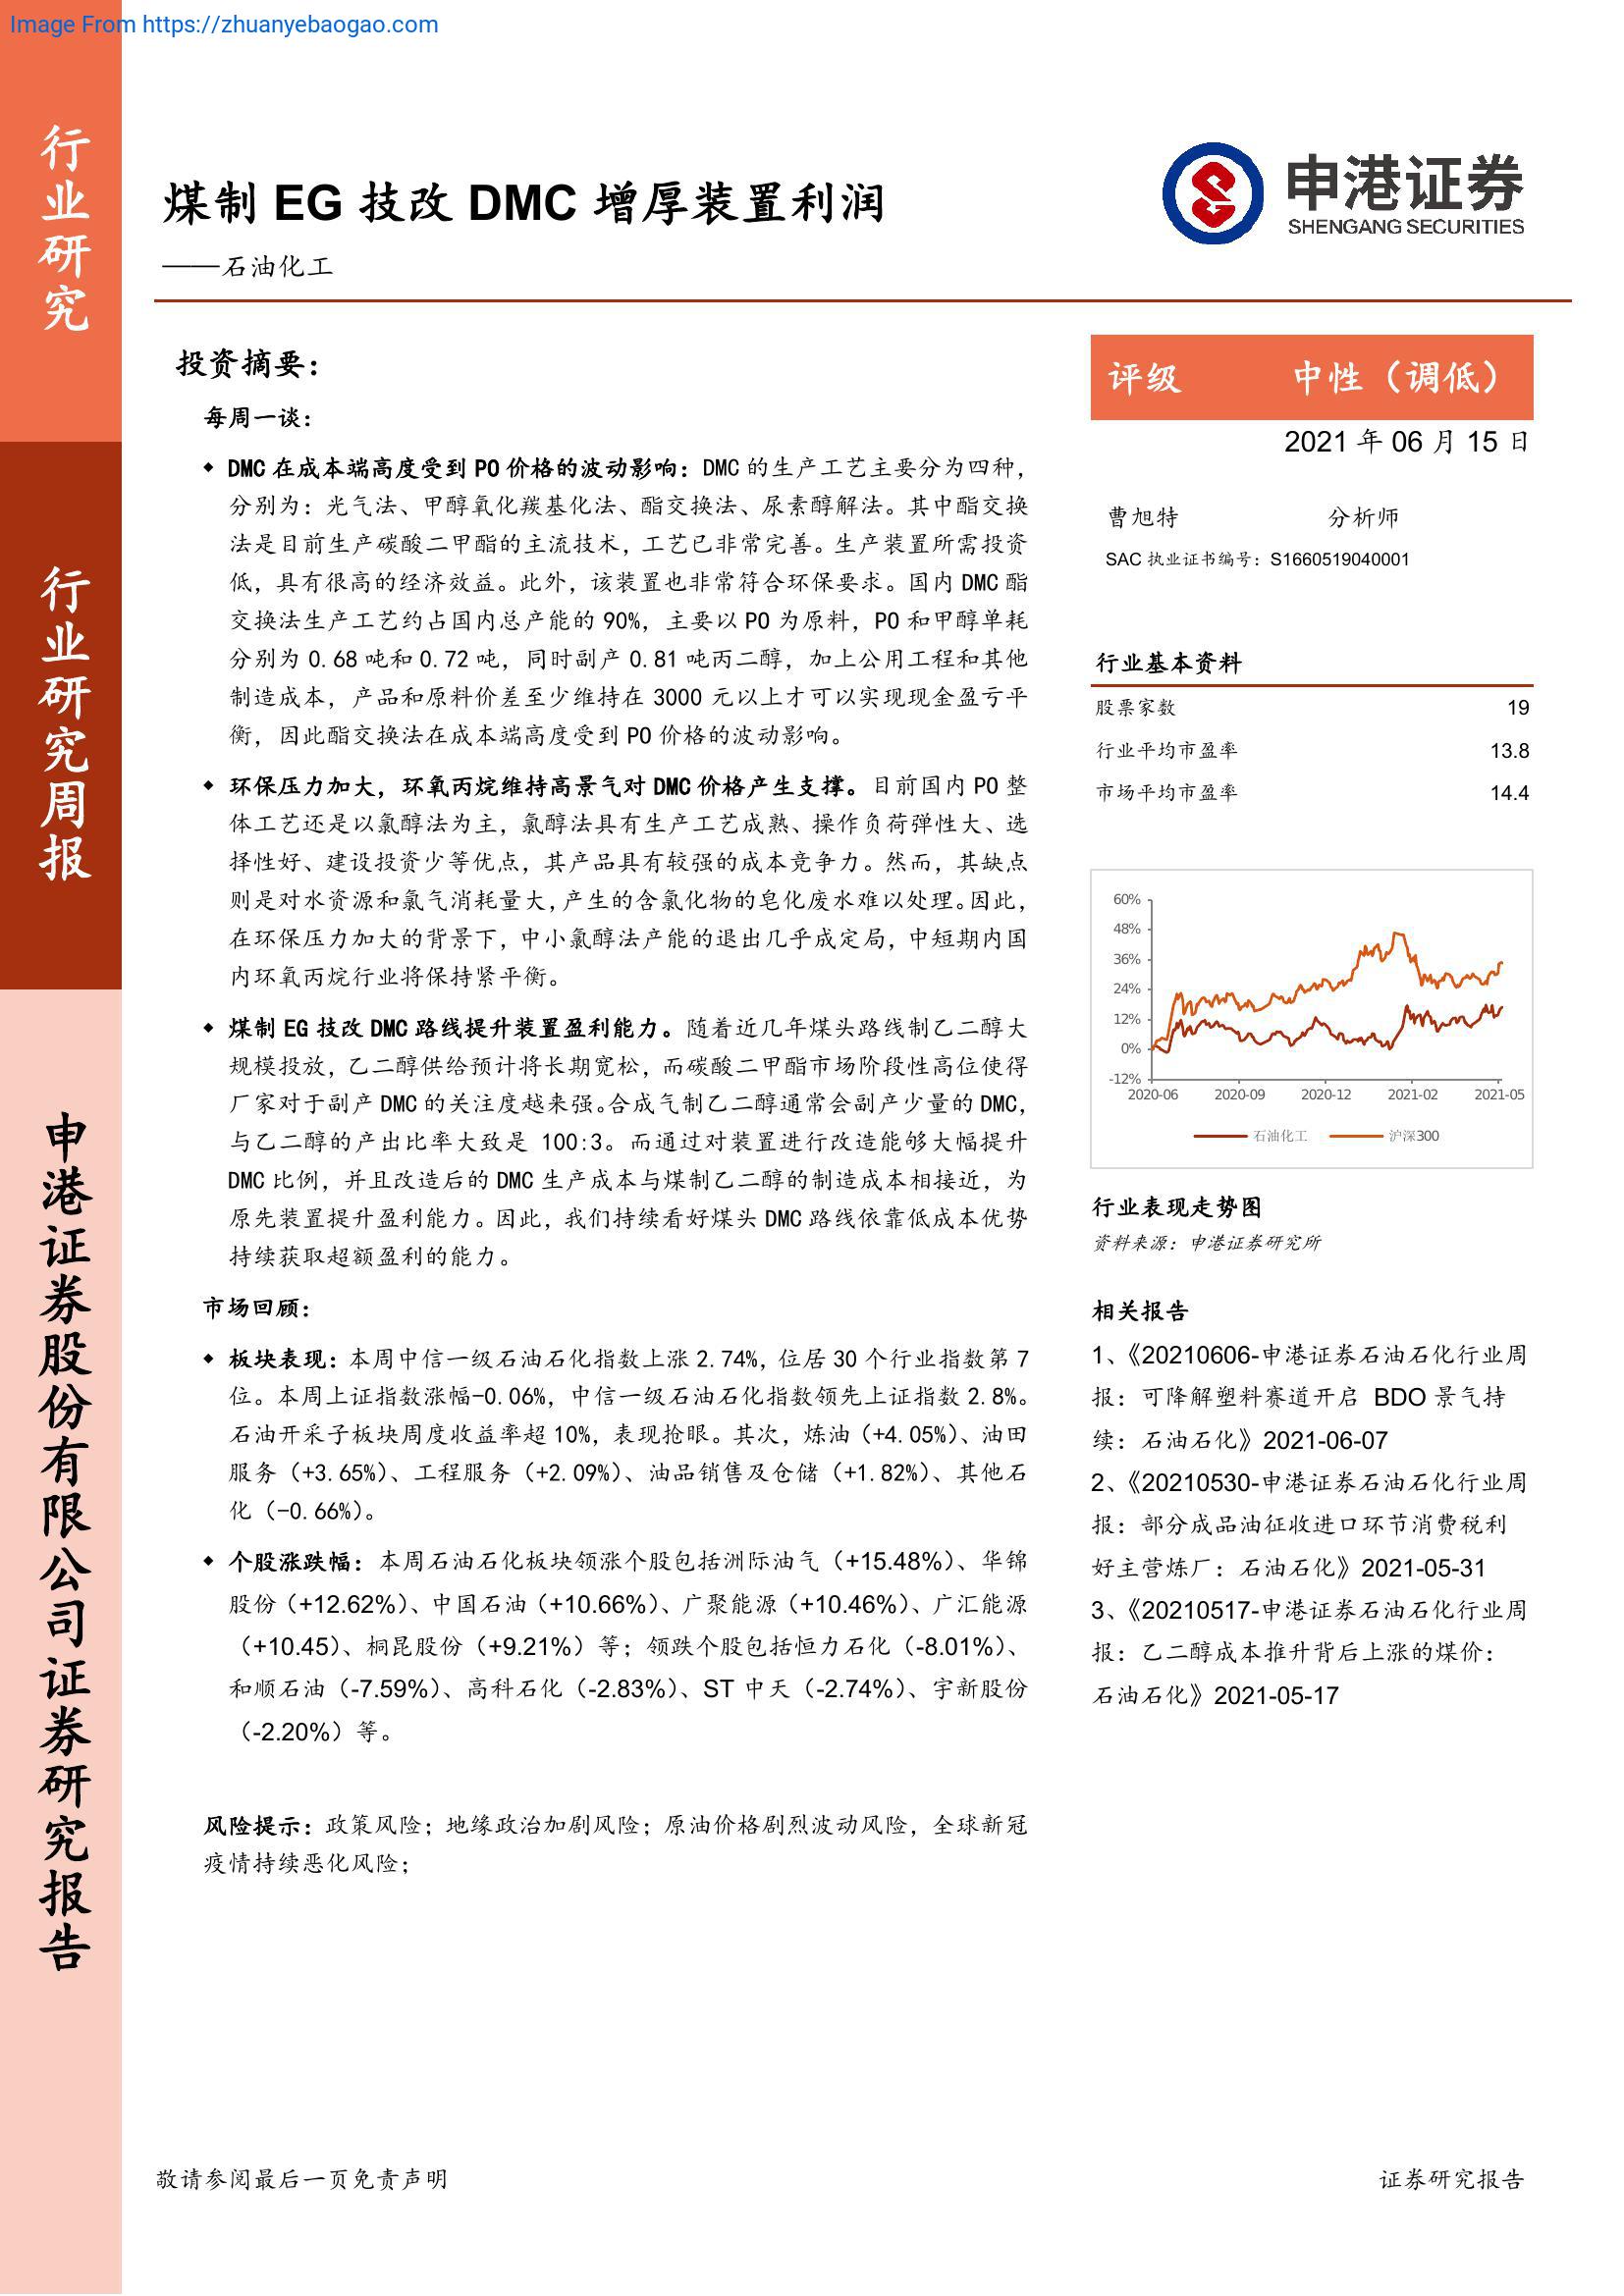 Image From https://zhuanyebaogao.com
行业研究
行业研究周报
申港证券股份有限公司证券研究报告
煤制 EG 技改 DMC 增厚装置利润
——石油化工
申港证券
SHENGANG SECURITIES
投资摘要：
每周一谈：
◆ DMC 在成本端高度受到 PO 价格的波动影响：DMC 的生产工艺主要分为四种，
分别为：光气法、甲醇氧化羰基化法、酯交换法、尿素醇解法。其中酯交换
法是目前生产碳酸二甲酯的主流技术，工艺已非常完善。生产装置所需投资
低，具有很高的经济效益。此外，该装置也非常符合环保要求。国内 DMC 酯
交换法生产工艺约占国内总产能的 90%，主要以 PO 为原料，PO 和甲醇单耗
分别为 0.68 吨和 0.72 吨，同时副产 0.81 吨丙二醇，加上公用工程和其他
制造成本，产品和原料价差至少维持在 3000 元以上才可以实现现金盈亏平
衡，因此酯交换法在成本端高度受到 PO 价格的波动影响。
◆ 环保压力加大，环氧丙烷维持高景气对 DMC 价格产生支撑。目前国内 PO 整
体工艺还是以氯醇法为主，氯醇法具有生产工艺成熟、操作负荷弹性大、选
择性好、建设投资少等优点，其产品具有较强的成本竞争力。然而，其缺点
则是对水资源和氯气消耗量大，产生的含氯化物的皂化废水难以处理。因此，
在环保压力加大的背景下，中小氯醇法产能的退出几乎成定局，中短期内国
内环氧丙烷行业将保持紧平衡。
◆ 煤制 EG 技改 DMC 路线提升装置盈利能力。随着近几年煤头路线制乙二醇大
规模投放，乙二醇供给预计将长期宽松，而碳酸二甲酯市场阶段性高位使得
厂家对于副产 DMC 的关注度越来强。合成气制乙二醇通常会副产少量的 DMC，
与乙二醇的产出比率大致是 100:3。而通过对装置进行改造能够大幅提升
DMC 比例，并且改造后的 DMC 生产成本与煤制乙二醇的制造成本相接近，为
原先装置提升盈利能力。因此，我们持续看好煤头 DMC 路线依靠低成本优势
持续获取超额盈利的能力。
市场回顾：
◆ 板块表现：本周中信一级石油石化指数上涨 2.74%，位居 30 个行业指数第 7
位。本周上证指数涨幅-0.06%，中信一级石油石化指数领先上证指数 2.8%。
石油开采子板块周度收益率超 10%，表现抢眼。其次，炼油（+4.05%）、油田
服务（+3.65%）、工程服务（+2.09%）、油品销售及仓储（+1.82%）、其他石
化（-0.66%）。
◆ 个股涨跌幅：本周石油石化板块领涨个股包括洲际油气（+15.48%）、华锦
股份（+12.62%）、中国石油（+10.66%）、广聚能源（+10.46%）、广汇能源
（+10.45）、桐昆股份（+9.21%）等；领跌个股包括恒力石化（-8.01%）、
和顺石油（-7.59%）、高科石化（-2.83%）、ST 中天（-2.74%）、宇新股份
（-2.20%）等。
风险提示：政策风险；地缘政治加剧风险；原油价格剧烈波动风险，全球新冠
疫情持续恶化风险；
评级 中性（调低）
2021 年 06 月 15 日
曹旭特 分析师
SAC 执业证书编号：S1660519040001
行业基本资料
股票家数 19
行业平均市盈率 13.8
市场平均市盈率 14.4
60%
48%
36%
24%
12%
0%
-12%
2020-06 2020-09 2020-12 2021-02 2021-05
石油化工 沪深300
行业表现走势图
资料来源：申港证券研究所
相关报告
1、《20210606-申港证券石油石化行业周
报：可降解塑料赛道开启 BDO 景气持
续：石油石化》2021-06-07
2、《20210530-申港证券石油石化行业周
报：部分成品油征收进口环节消费税利
好主营炼厂：石油石化》2021-05-31
3、《20210517-申港证券石油石化行业周
报：乙二醇成本推升背后上涨的煤价：
石油石化》2021-05-17
敬请参阅最后一页免责声明 证券研究报告